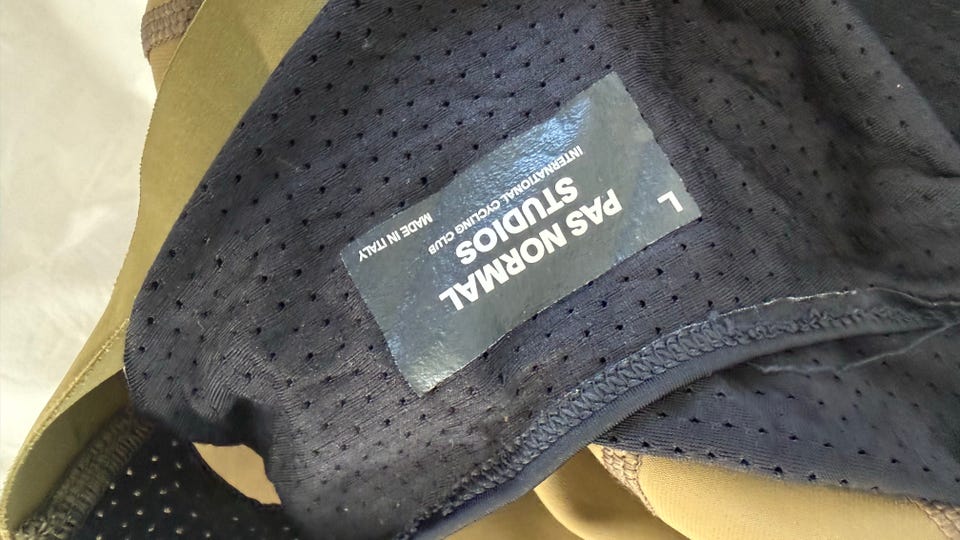 PAS NORMAL
STUDIOS
INTERNATIONAL CYCLING CLUB
MADE IN ITALY
L